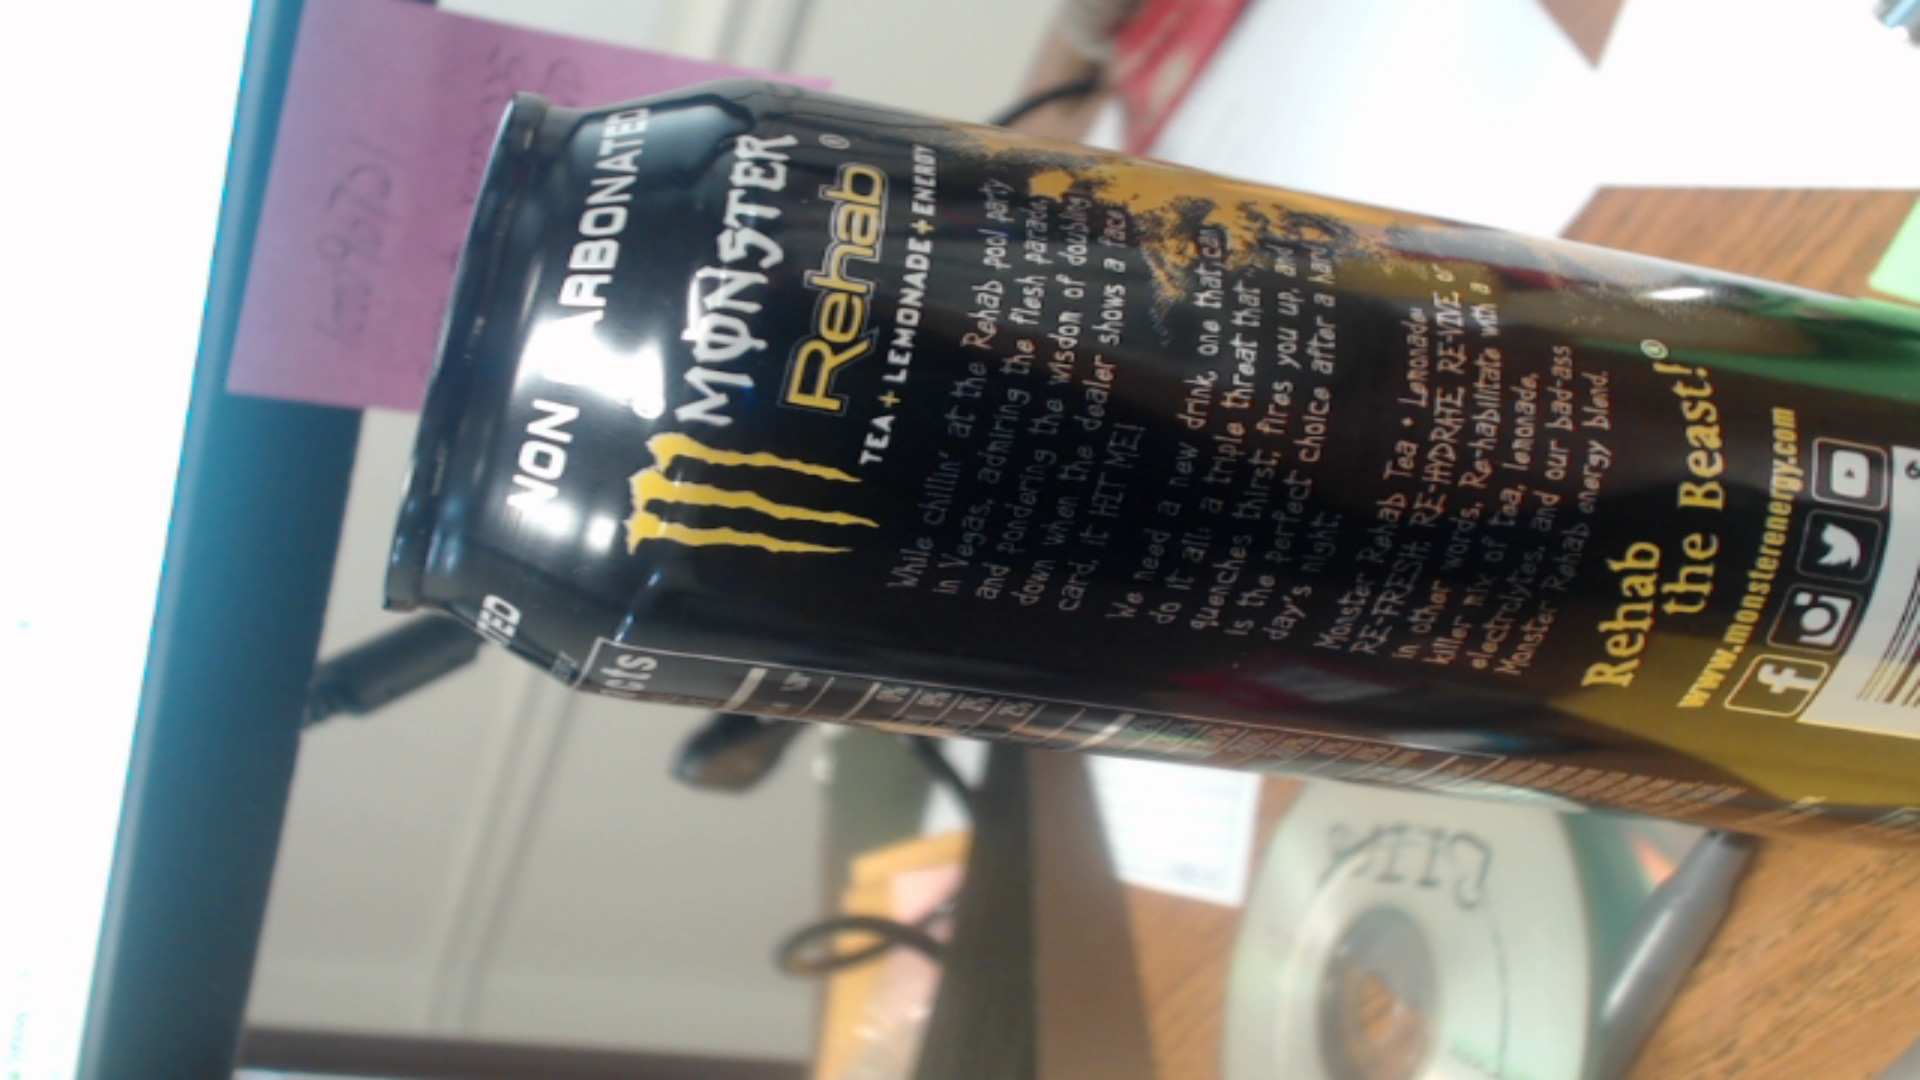 NON CARBONATED
MONSTER
Rehab®
TEA + LEMONADE + ENERGY
While chillin' at the Rehab pool party
in Vegas, admiring the flesh parade,
and pondering the wisdom of doubling
down when the dealer shows a face
card, it HIT ME!
We need a new drink, one that can
do it all: a triple threat that
quenches thirst, fires you up, and
is the perfect choice after a hard
day's night.
Monster Rehab Tea + Lemonade:
RE-FRESH, RE-HYDRATE, RE-VIVE or
in other words, Re-habilitate with a
killer mix of tea, lemonade,
electrolytes, and our bad-ass
Monster Rehab energy blend.
Rehab
the Beast!®
www.monsterenergy.com
0%
0%